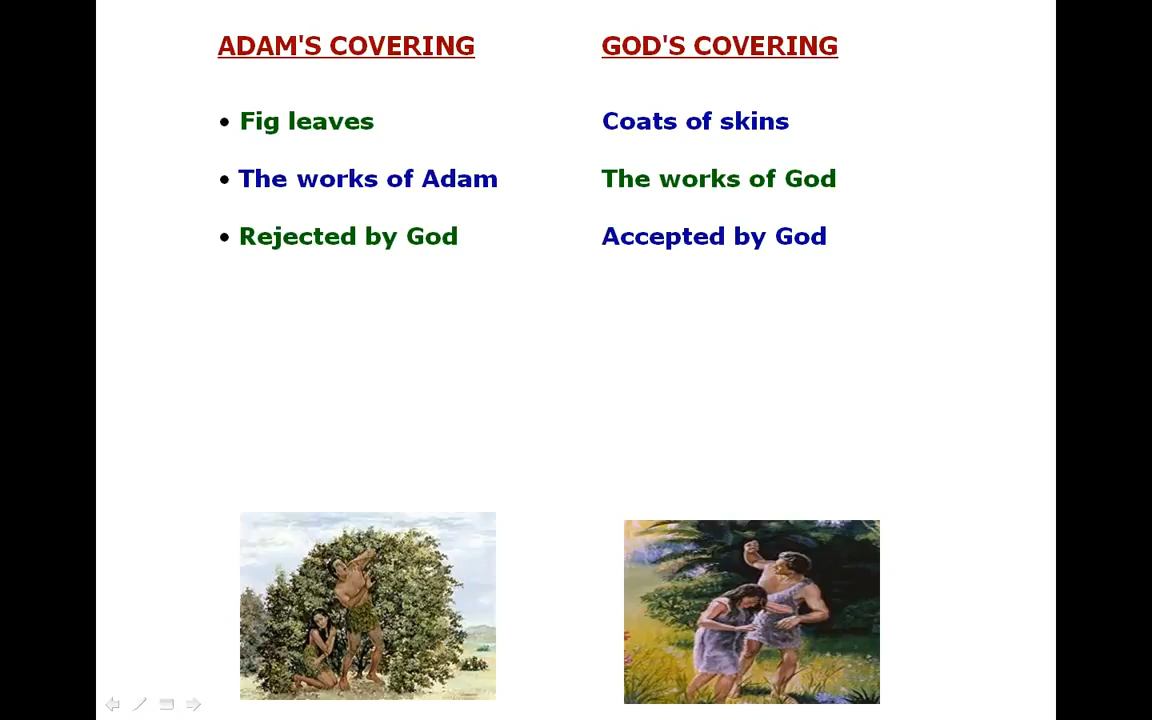 ADAM'S COVERING GOD'S COVERING
• Fig leaves Coats of skins
• The works of Adam The works of God
• Rejected by God Accepted by God